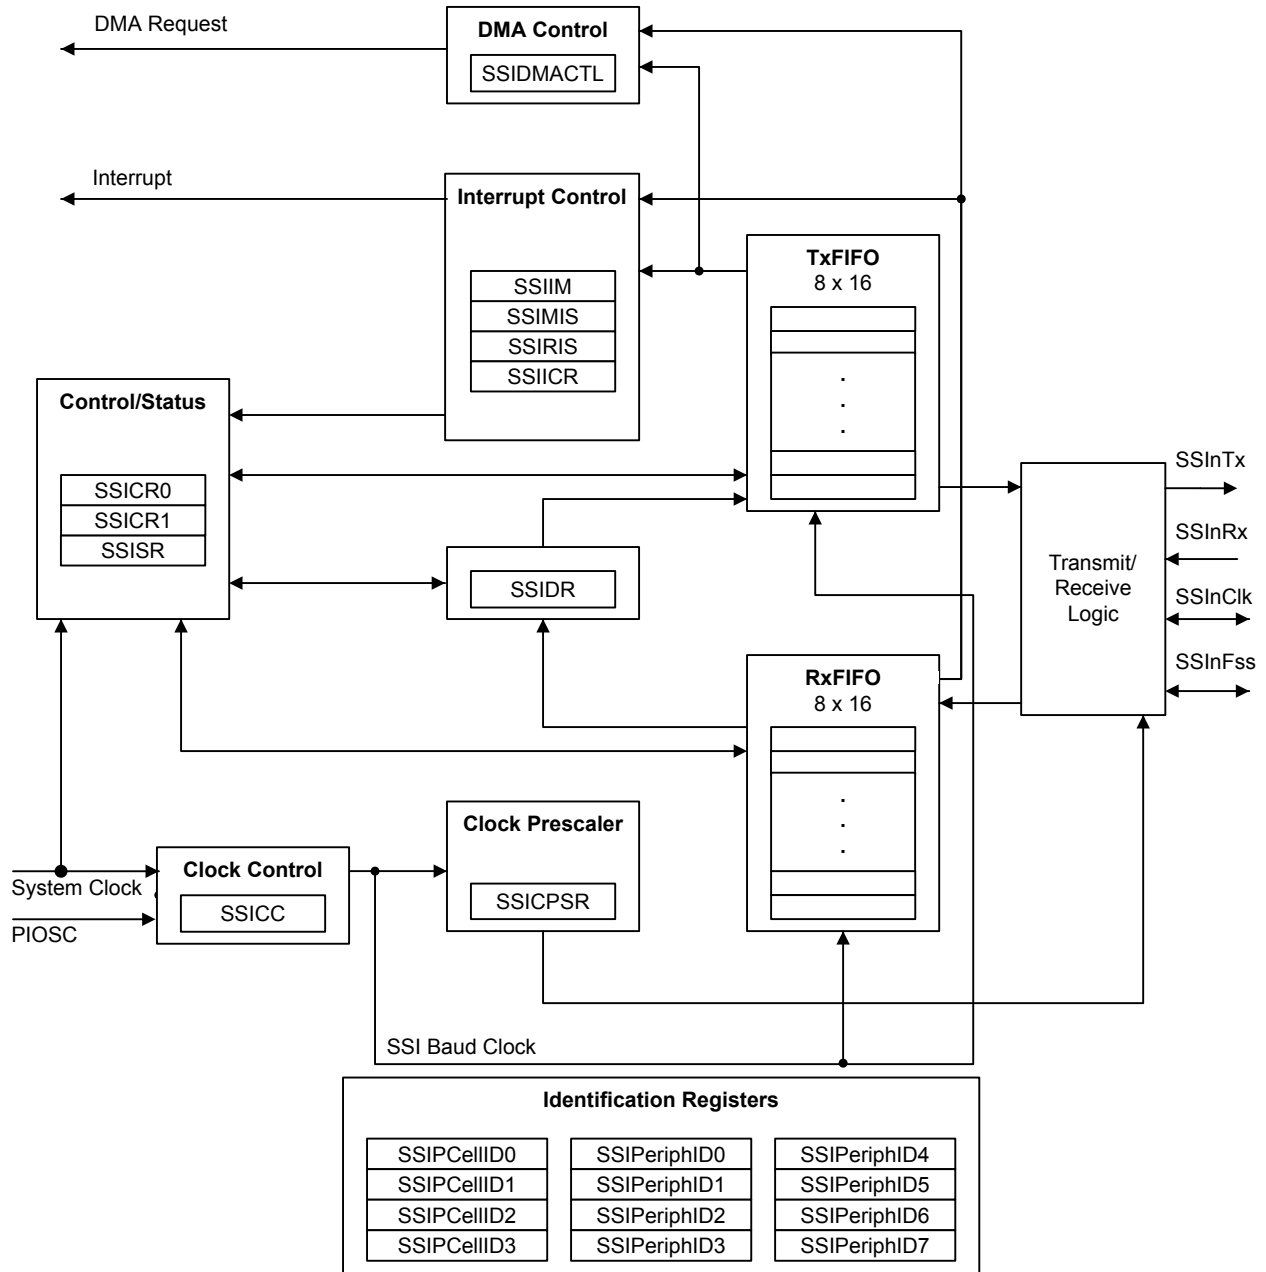 DMA Request
DMA Control
SSIDMACTL
Interrupt
Interrupt Control
SSIIM
SSIMIS
SSIRIS
SSIICR
TxFIFO
8 x 16
.
.
.
Control/Status
SSICR0
SSICR1
SSISR
SSIDR
Transmit/
Receive
Logic
SSInTx
SSInRx
SSInClk
SSInFss
RxFIFO
8 x 16
.
.
.
System Clock
PIOSC
Clock Control
SSICC
Clock Prescaler
SSICPSR
SSI Baud Clock
Identification Registers
SSIPCellID0
SSIPCellID1
SSIPCellID2
SSIPCellID3
SSIPeriphID0
SSIPeriphID1
SSIPeriphID2
SSIPeriphID3
SSIPeriphID4
SSIPeriphID5
SSIPeriphID6
SSIPeriphID7